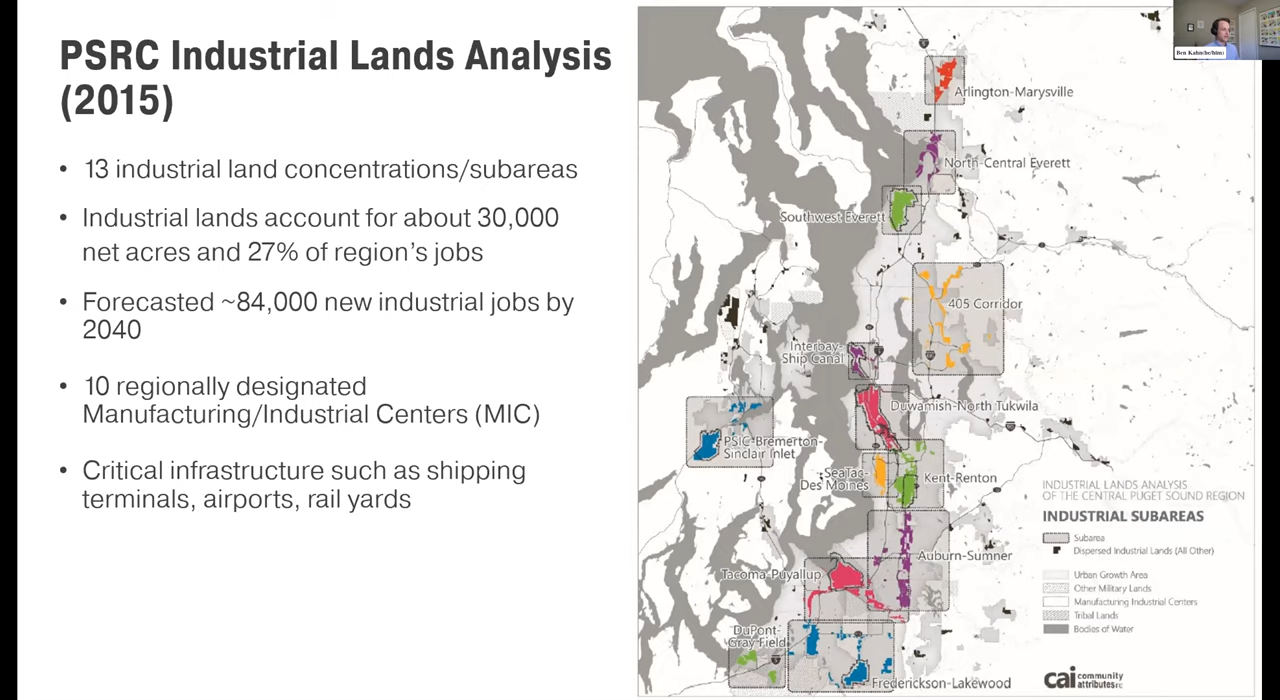 PSRC Industrial Lands Analysis
(2015)
• 13 industrial land concentrations/subareas
• Industrial lands account for about 30,000
net acres and 27% of region's jobs
• Forecasted ~84,000 new industrial jobs by
2040
• 10 regionally designated
Manufacturing/Industrial Centers (MIC)
• Critical infrastructure such as shipping
terminals, airports, rail yards
Ben Kahn(he/him)
Arlington-Marysville
North-Central Everett
Southwest Everett
405 Corridor
Interbay-
Ship Canal
Duwamish-North Tukwila
PSIC-Bremerton-
Sinclair Inlet
SeaTac-
Des Moines
Kent-Renton
Auburn-Sumner
Tacoma-Puyallup
DuPont-
Gray Field
Frederickson-Lakewood
INDUSTRIAL LANDS ANALYSIS
OF THE CENTRAL PUGET SOUND REGION
INDUSTRIAL SUBAREAS
Subarea
Dispersed Industrial Lands (All Other)
Urban Growth Area
Other Military Lands
Manufacturing Industrial Centers
Tribal Lands
Bodies of Water
cai community
attributes